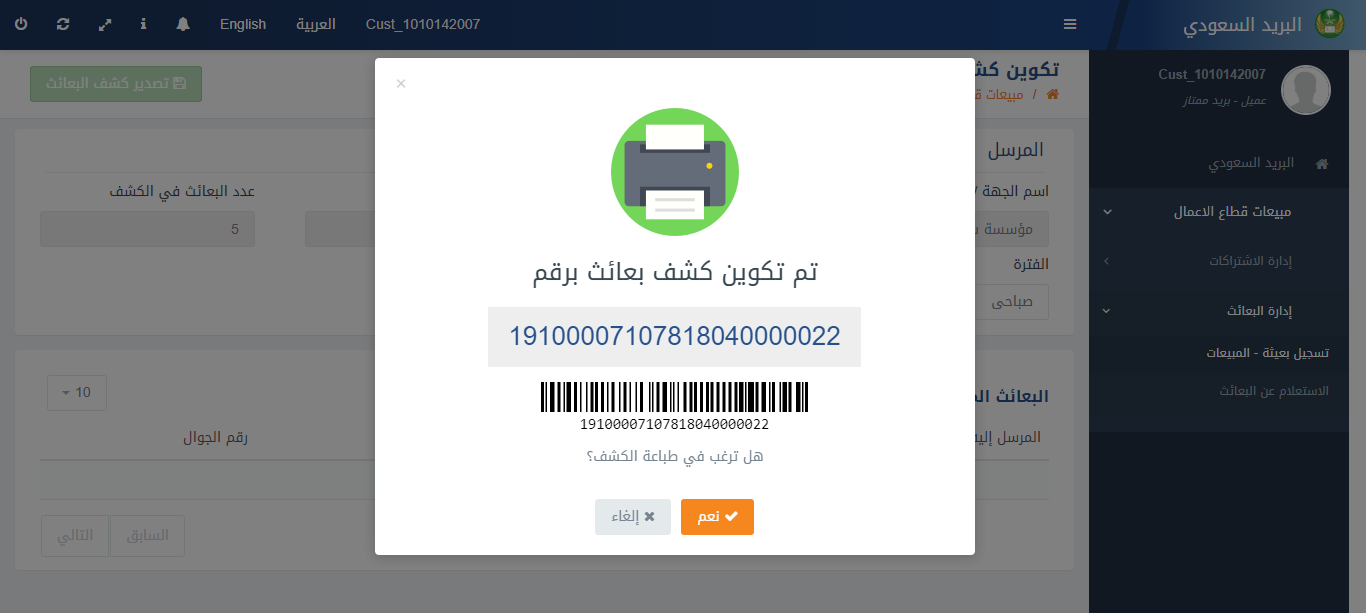 البريد السعودي
Cust_1010142007
العربية
English
Cust_1010142007
عميل - بريد ممتاز
البريد السعودي
مبيعات قطاع الاعمال
إدارة الاشتراكات
إدارة البعائث
تسجيل بعيثة - المبيعات
الاستعلام عن البعائث
تكوين
تصدير كشف البعائث
/ مبيعات
المرسل
اسم الجهة /
عدد البعائث في الكشف
مؤسسة
5
الفترة
صباحى
البعائث
10
المرسل إليه
رقم الجوال
السابق
التالي
×
تم تكوين كشف بعائث برقم
19100007107818040000022
19100007107818040000022
هل ترغب في طباعة الكشف؟
نعم
إلغاء